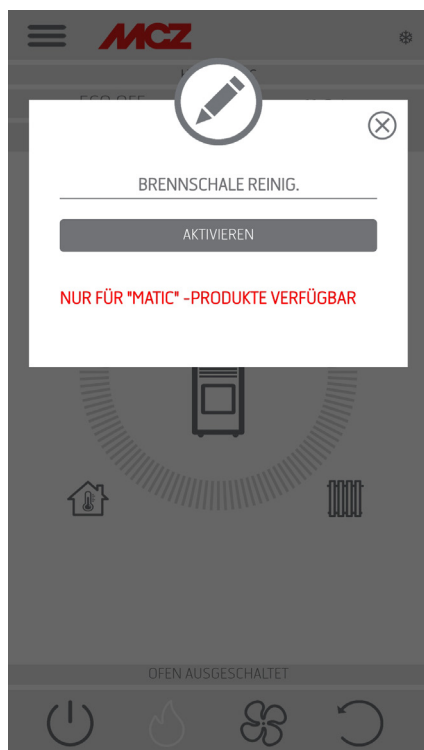 MCZ
BRENNSCHALE REINIG.
AKTIVIEREN
NUR FÜR "MATIC" -PRODUKTE VERFÜGBAR
OFEN AUSGESCHALTET